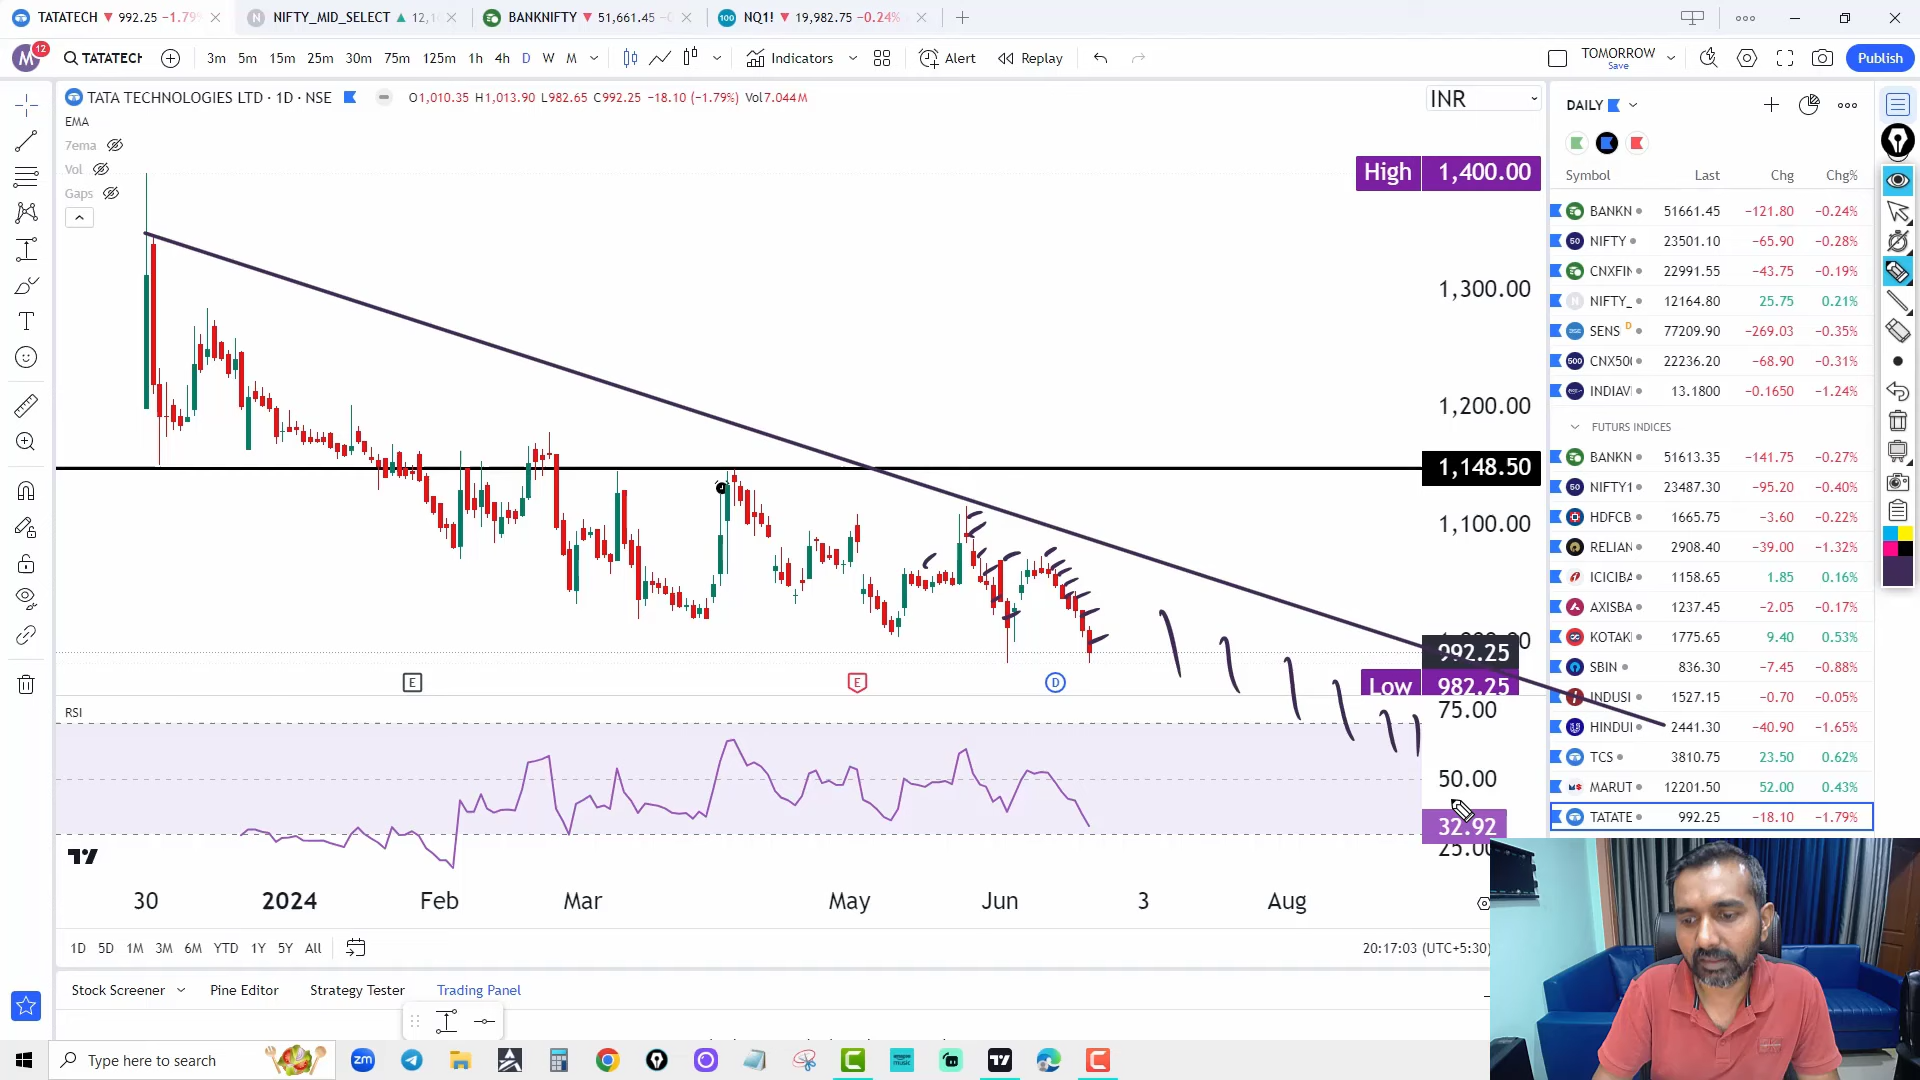 TATATECH ▼ 992.25 −1.79%
NIFTY_MID_SELECT ▲
BANKNIFTY ▼ 51,661.45
NQ1! ▼ 19,982.75 −0.24%
M 12
TATATECH
3m 5m 15m 25m 30m 75m 125m 1h 4h D W M
Indicators
Alert
Replay
TOMORROW
Save
Publish
TATA TECHNOLOGIES LTD · 1D · NSE
O1,010.35 H1,013.90 L982.65 C992.25 −18.10 (−1.79%) Vol7.044M
INR
EMA
7ema
Vol
Gaps
High 1,400.00
1,300.00
1,200.00
1,148.50
1,100.00
992.25
Low 982.25
E E D
RSI
75.00
50.00
32.92
30 2024 Feb Mar May Jun 3 Aug
1D 5D 1M 3M 6M YTD 1Y 5Y All
20:17:03 (UTC+5:30)
Stock Screener Pine Editor Strategy Tester Trading Panel
DAILY
Symbol Last Chg Chg%
BANKN 51661.45 −121.80 −0.24%
50 NIFTY 23501.10 −65.90 −0.28%
CNXFIN 22991.55 −43.75 −0.19%
N NIFTY_ 12164.80 25.75 0.21%
SENS D 77209.90 −269.03 −0.35%
500 CNX50 22236.20 −68.90 −0.31%
INDIAV 13.1800 −0.1650 −1.24%
FUTURS INDICES
BANKN 51613.35 −141.75 −0.27%
50 NIFTY1 23487.30 −95.20 −0.40%
HDFCB 1665.75 −3.60 −0.22%
RELIAN 2908.40 −39.00 −1.32%
ICICIBA 1158.65 1.85 0.16%
AXISBA 1237.45 −2.05 −0.17%
KOTAK 1775.65 9.40 0.53%
SBIN 836.30 −7.45 −0.88%
INDUSI 1527.15 −0.70 −0.05%
HINDU 2441.30 −40.90 −1.65%
TCS 3810.75 23.50 0.62%
MARUT 12201.50 52.00 0.43%
TATATE 992.25 −18.10 −1.79%
Type here to search
zm